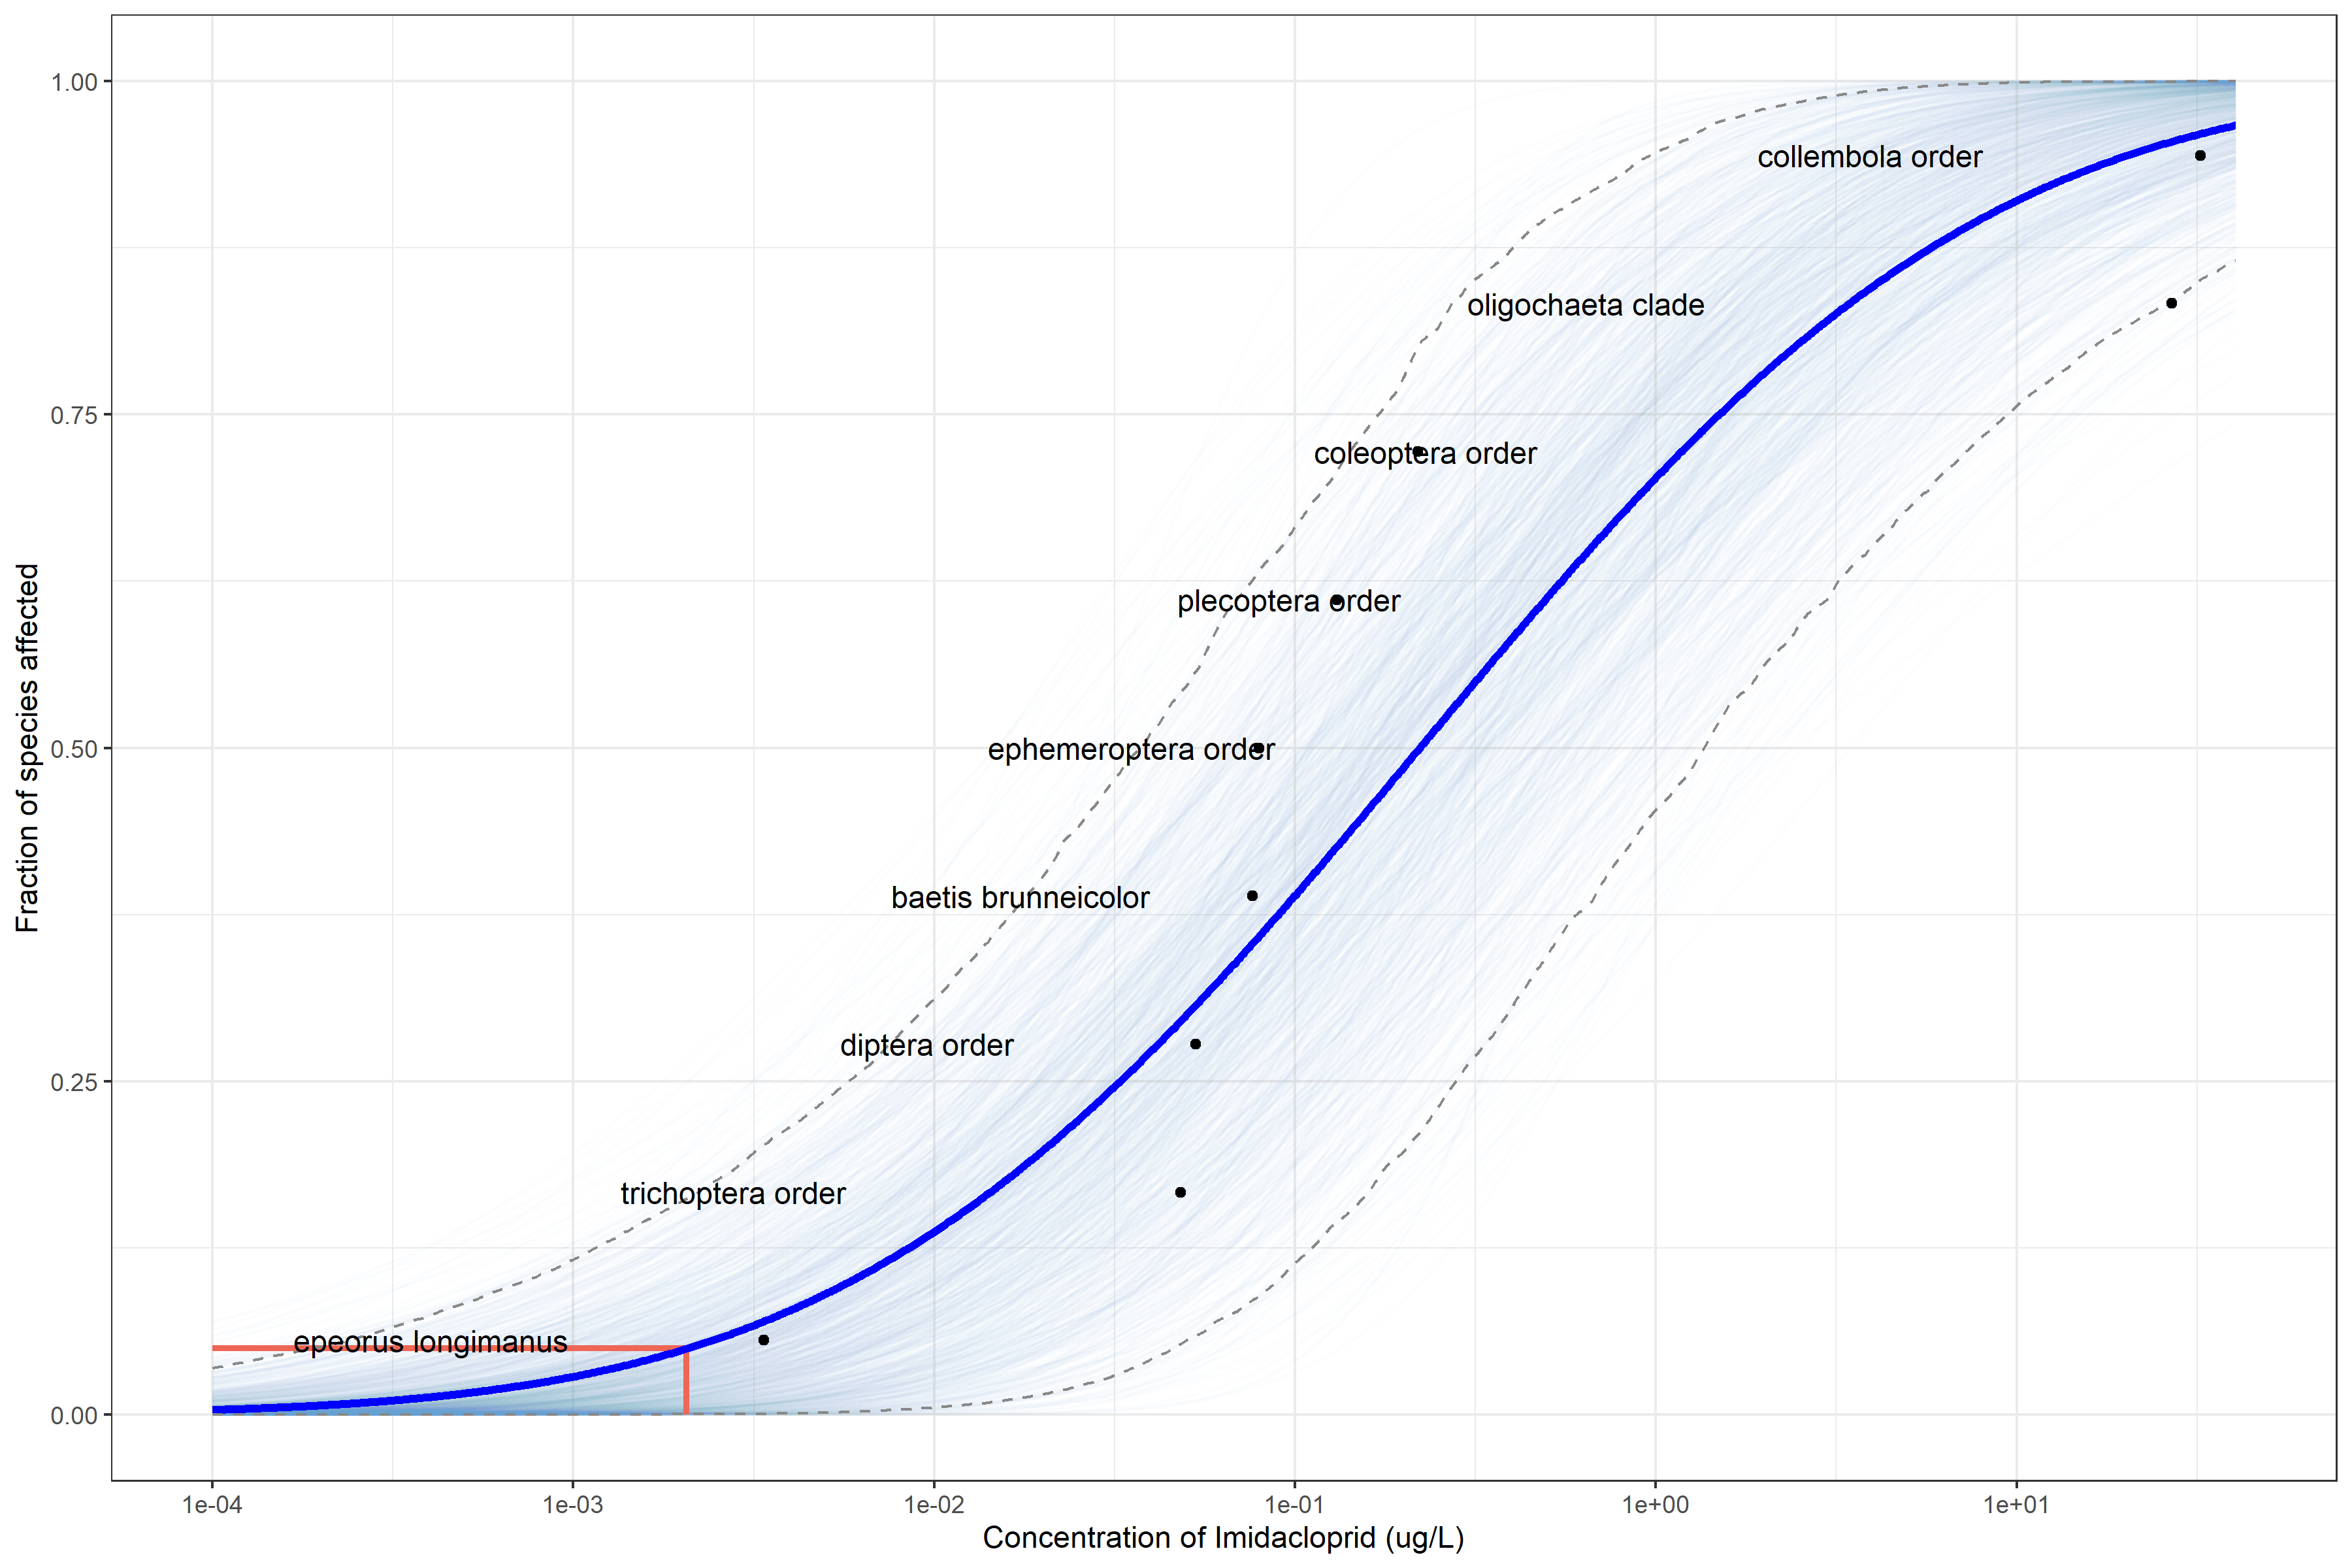 1.00
collembola order
oligochaeta clade
0.75
coleoptera order
plecoptera order
Fraction of species affected
0.50
ephemeroptera order
baetis brunneicolor
diptera order
0.25
trichoptera order
epeorus longimanus
0.00
1e-04 1e-03 1e-02 1e-01 1e+00 1e+01
Concentration of Imidacloprid (ug/L)